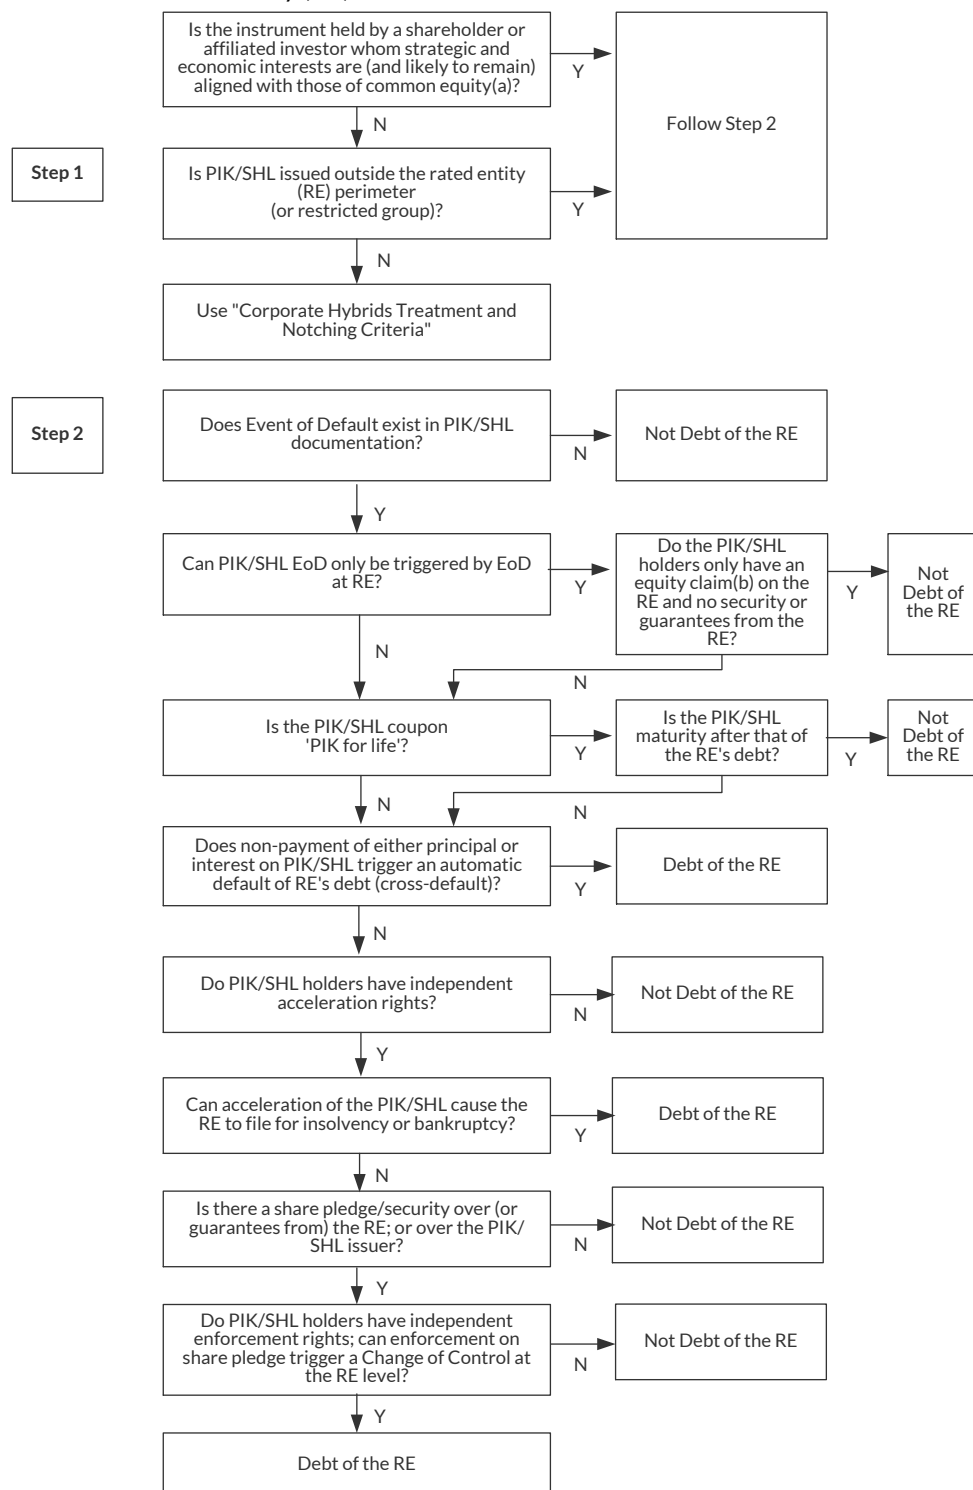 Is the instrument held by a shareholder or
affiliated investor whom strategic and
economic interests are (and likely to remain)
aligned with those of common equity(a)?
Y
Follow Step 2
N
Step 1
Is PIK/SHL issued outside the rated entity
(RE) perimeter
(or restricted group)?
Y
N
Use "Corporate Hybrids Treatment and
Notching Criteria"
Step 2
Does Event of Default exist in PIK/SHL
documentation?
N
Not Debt of the RE
Y
Can PIK/SHL EoD only be triggered by EoD
at RE?
Y
Do the PIK/SHL
holders only have an
equity claim(b) on the
RE and no security or
guarantees from the
RE?
Y
Not
Debt of
the RE
N
N
Is the PIK/SHL coupon
'PIK for life'?
Y
Is the PIK/SHL
maturity after that of
the RE's debt?
Y
Not
Debt of
the RE
N
N
Does non-payment of either principal or
interest on PIK/SHL trigger an automatic
default of RE's debt (cross-default)?
Y
Debt of the RE
N
Do PIK/SHL holders have independent
acceleration rights?
N
Not Debt of the RE
Y
Can acceleration of the PIK/SHL cause the
RE to file for insolvency or bankruptcy?
Y
Debt of the RE
N
Is there a share pledge/security over (or
guarantees from) the RE; or over the PIK/
SHL issuer?
N
Not Debt of the RE
Y
Do PIK/SHL holders have independent
enforcement rights; can enforcement on
share pledge trigger a Change of Control at
the RE level?
N
Not Debt of the RE
Y
Debt of the RE